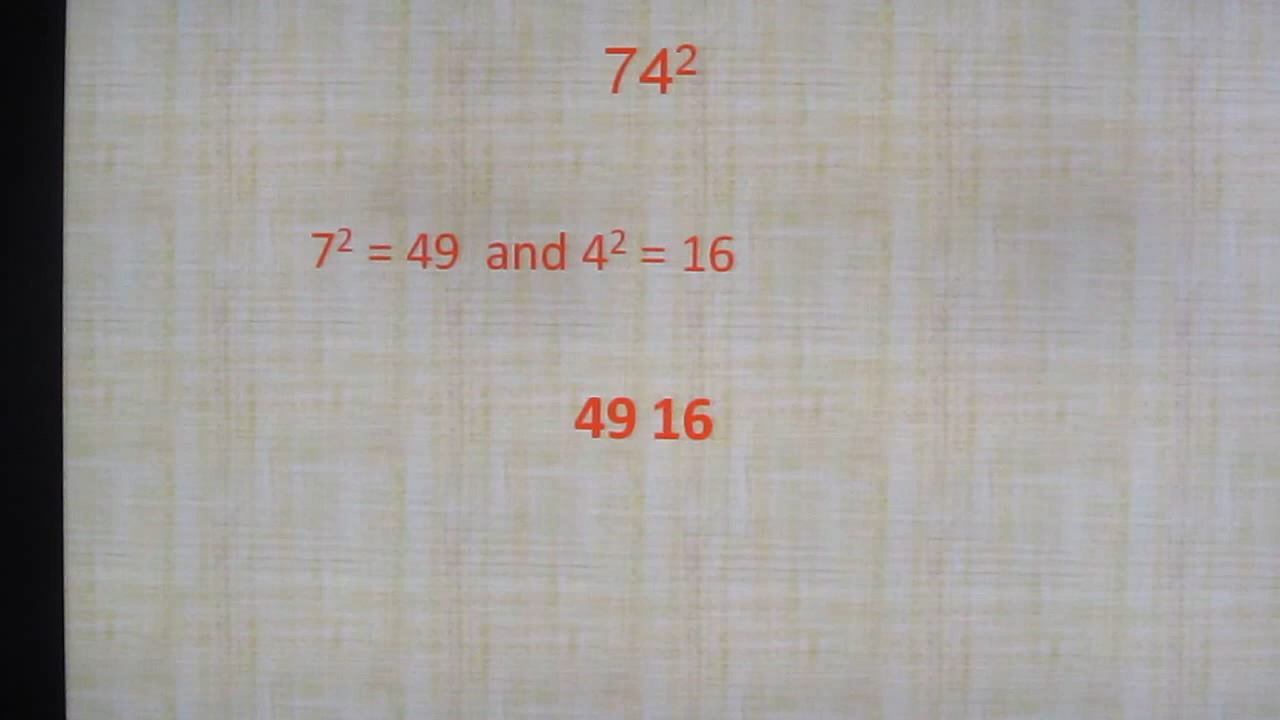 74²
7² = 49 and 4² = 16
49 16